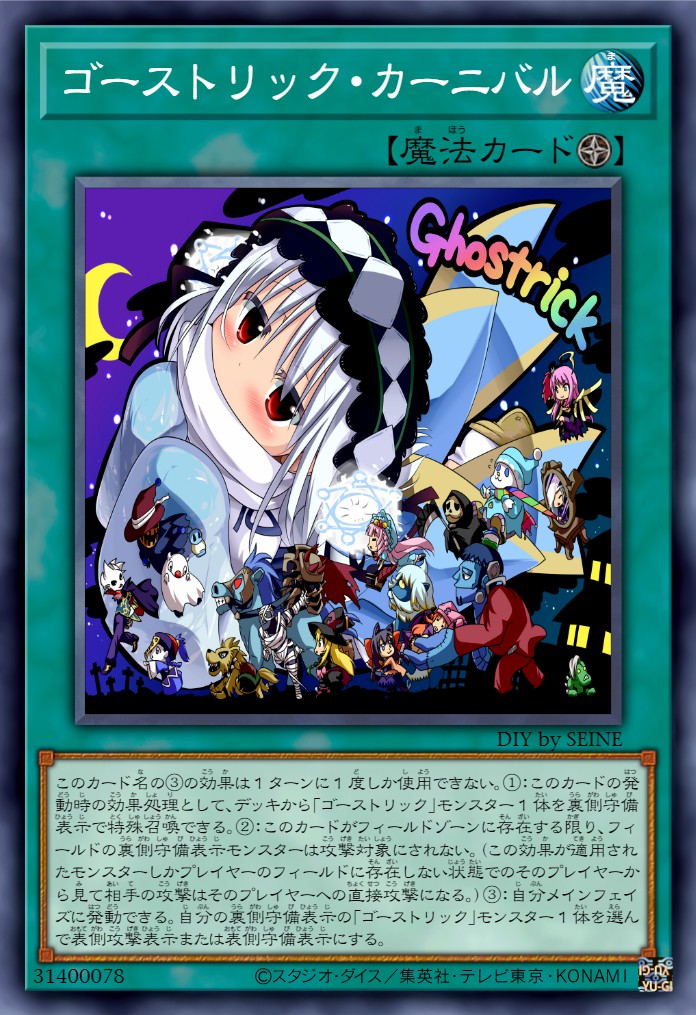 ゴーストリック・カーニバル 魔
【魔法カード】
Ghostrick
DIY by SEINE
このカード名の③の効果は1ターンに1度しか使用できない。①:このカードの発
動時の効果処理として、デッキから「ゴーストリック」モンスター1体を裏側守備
表示で特殊召喚できる。②:このカードがフィールドゾーンに存在する限り、フィ
ールドの裏側守備表示モンスターは攻撃対象にされない。(この効果が適用され
たモンスターしかプレイヤーのフィールドに存在しない状態でのそのプレイヤーか
ら見て相手の攻撃はそのプレイヤーへの直接攻撃になる。)③:自分メインフェイ
ズに発動できる。自分の裏側守備表示の「ゴーストリック」モンスター1体を選ん
で表側攻撃表示または表側守備表示にする。
31400078 ©スタジオ・ダイス/集英社・テレビ東京・KONAMI